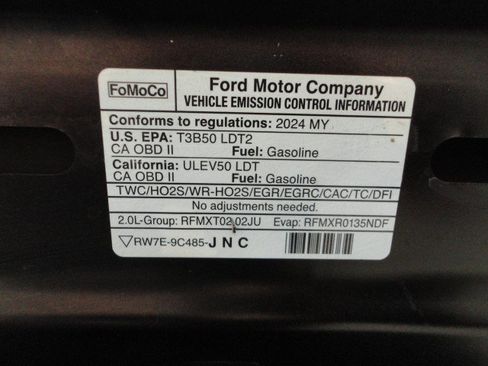 FoMoCo
Ford Motor Company
VEHICLE EMISSION CONTROL INFORMATION
Conforms to regulations: 2024 MY
U.S. EPA: T3B50 LDT2
CA OBD II Fuel: Gasoline
California: ULEV50 LDT
CA OBD II Fuel: Gasoline
TWC/HO2S/WR-HO2S/EGR/EGRC/CAC/TC/DFI
No adjustments needed.
2.0L-Group: RFMXT02.02JU Evap: RFMXR0135NDF
RW7E-9C485-JNC